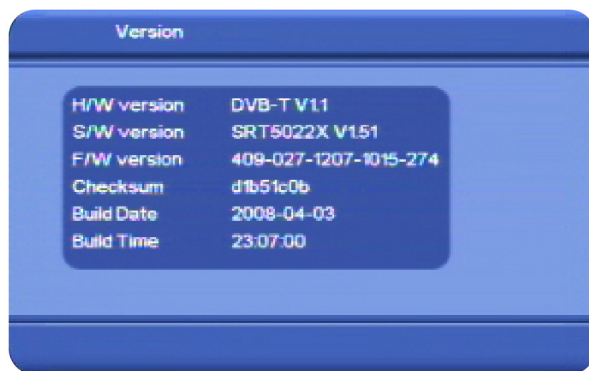 Version
H/W version DVB-T V1.1
S/W version SRT5022X V1.51
F/W version 409-027-1207-1015-274
Checksum d1b51c0b
Build Date 2008-04-03
Build Time 23:07:00